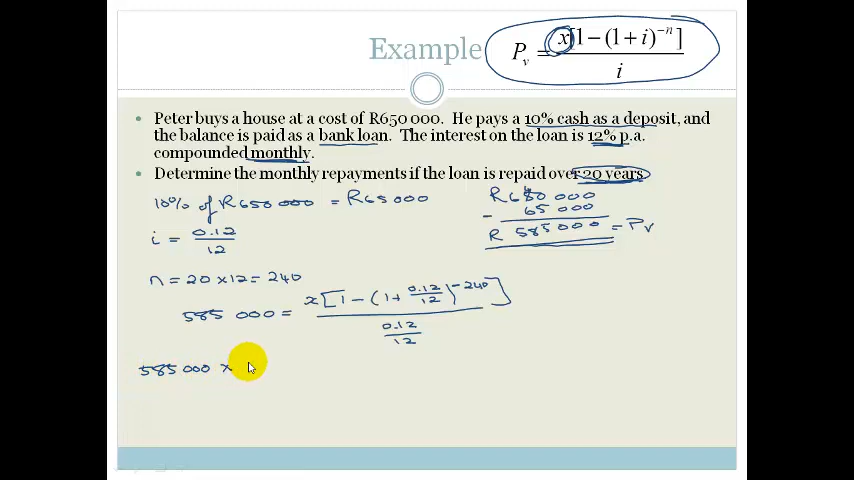 Example
P_v = x[1-(1+i)^{-n}] / i
• Peter buys a house at a cost of R650 000. He pays a 10% cash as a deposit, and
the balance is paid as a bank loan. The interest on the loan is 12% p.a.
compounded monthly.
• Determine the monthly repayments if the loan is repaid over 20 years
10% of R650 000 = R65 000
R650 000
- 65 000
R 585 000 = Pv
i = 0.12/12
n = 20 x 12 = 240
585 000 = x[1 - (1 + 0.12/12)^{-240}] / (0.12/12)
585 000 x